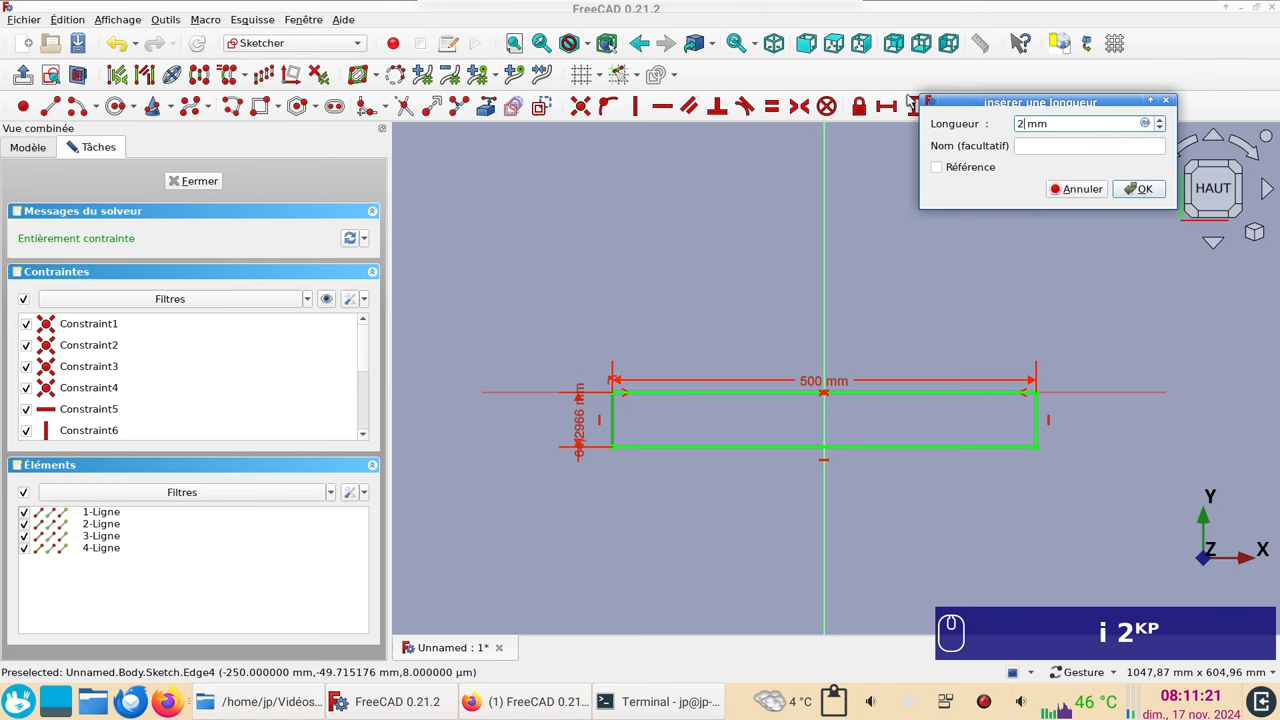 FreeCAD 0.21.2
Fichier Édition Affichage Outils Macro Esquisse Fenêtre Aide
Sketcher
Vue combinée
Modèle Tâches
Fermer
Messages du solveur
Entièrement contrainte
Contraintes
Filtres
Constraint1
Constraint2
Constraint3
Constraint4
Constraint5
Constraint6
Éléments
Filtres
1-Ligne
2-Ligne
3-Ligne
4-Ligne
insérer une longueur
Longueur :
2 mm
Nom (facultatif)
Référence
Annuler
OK
HAUT
500 mm
Y
Z
X
Unnamed : 1*
i 2KP
Preselected: Unnamed.Body.Sketch.Edge4 (-250.000000 mm,-49.715176 mm,8.000000 µm)
Gesture
1047,87 mm x 604,96 mm
/home/jp/Vidéos...
FreeCAD 0.21.2
(1) FreeCAD 0.21...
Terminal - jp@jp-...
4 °C
46 °C
08:11:21
dim., 17 nov. 2024